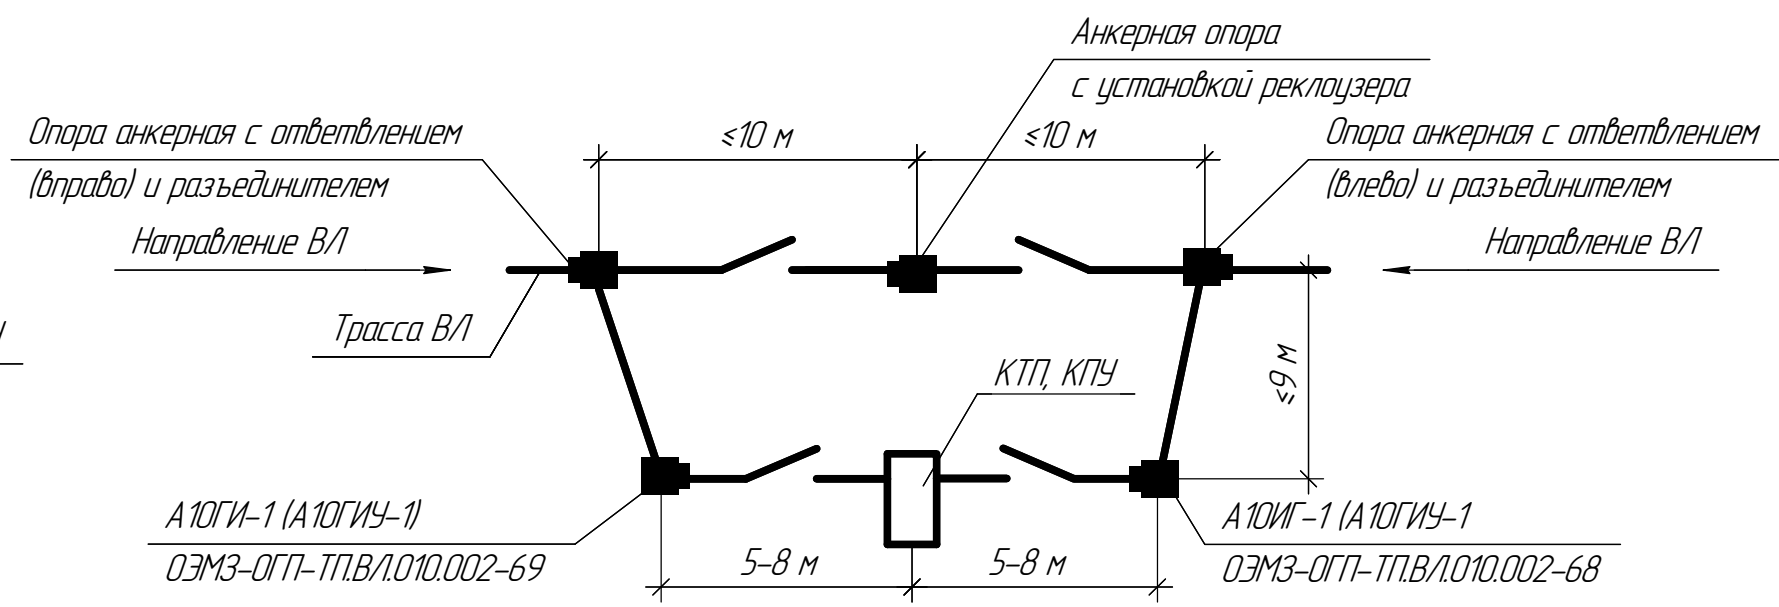 Анкерная опора
с установкой реклоузера
Опора анкерная с ответвлением
(вправо) и разъединителем
≤10 м
≤10 м
Опора анкерная с ответвлением
(влево) и разъединителем
Направление ВЛ
Направление ВЛ
Трасса ВЛ
КТП, КПУ
≤9 м
А10ГИ-1 (А10ГИУ-1)
ОЭМЗ-ОГП-ТП.ВЛ.010.002-69
А10ИГ-1 (А10ГИУ-1
ОЭМЗ-ОГП-ТП.ВЛ.010.002-68
5-8 м
5-8 м